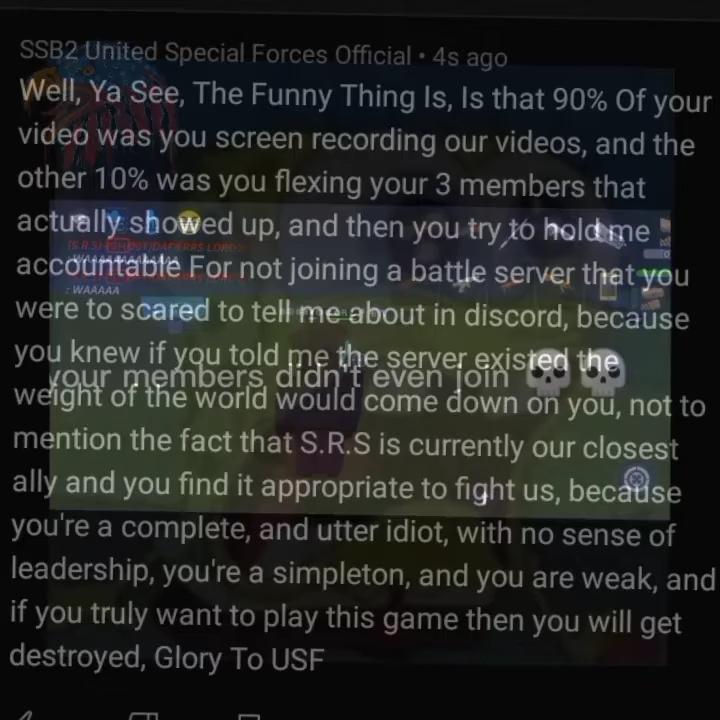 SSB2 United Special Forces Official • 4s ago
Well, Ya See, The Funny Thing Is, Is that 90% Of your
video was you screen recording our videos, and the
other 10% was you flexing your 3 members that
actually showed up, and then you try to hold me
accountable For not joining a battle server that you
: WAAAAA
were to scared to tell me about in discord, because
you knew if you told me the server existed the
your members didn't even join 💀💀
weight of the world would come down on you, not to
mention the fact that S.R.S is currently our closest
ally and you find it appropriate to fight us, because
you're a complete, and utter idiot, with no sense of
leadership, you're a simpleton, and you are weak, and
if you truly want to play this game then you will get
destroyed, Glory To USF